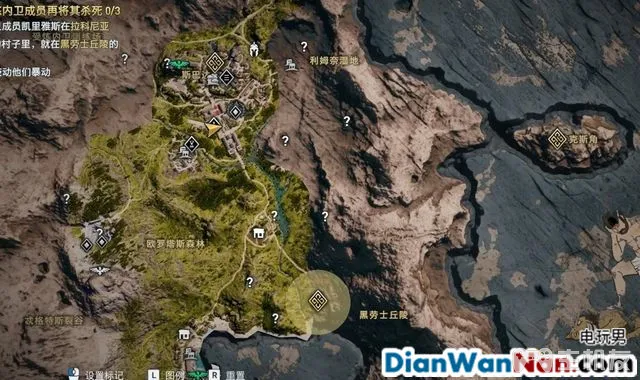 内卫成员再将其杀死 0/3
成员凯里雅斯在拉科尼亚
村子里，就在黑劳士丘陵的
动他们暴动
斯巴达
利姆奈湿地
克斯角
欧罗塔斯森林
黑劳士丘陵
坎格特斯裂谷
电玩男
DianWanNan.com
设置标记
L 图例
R 重置